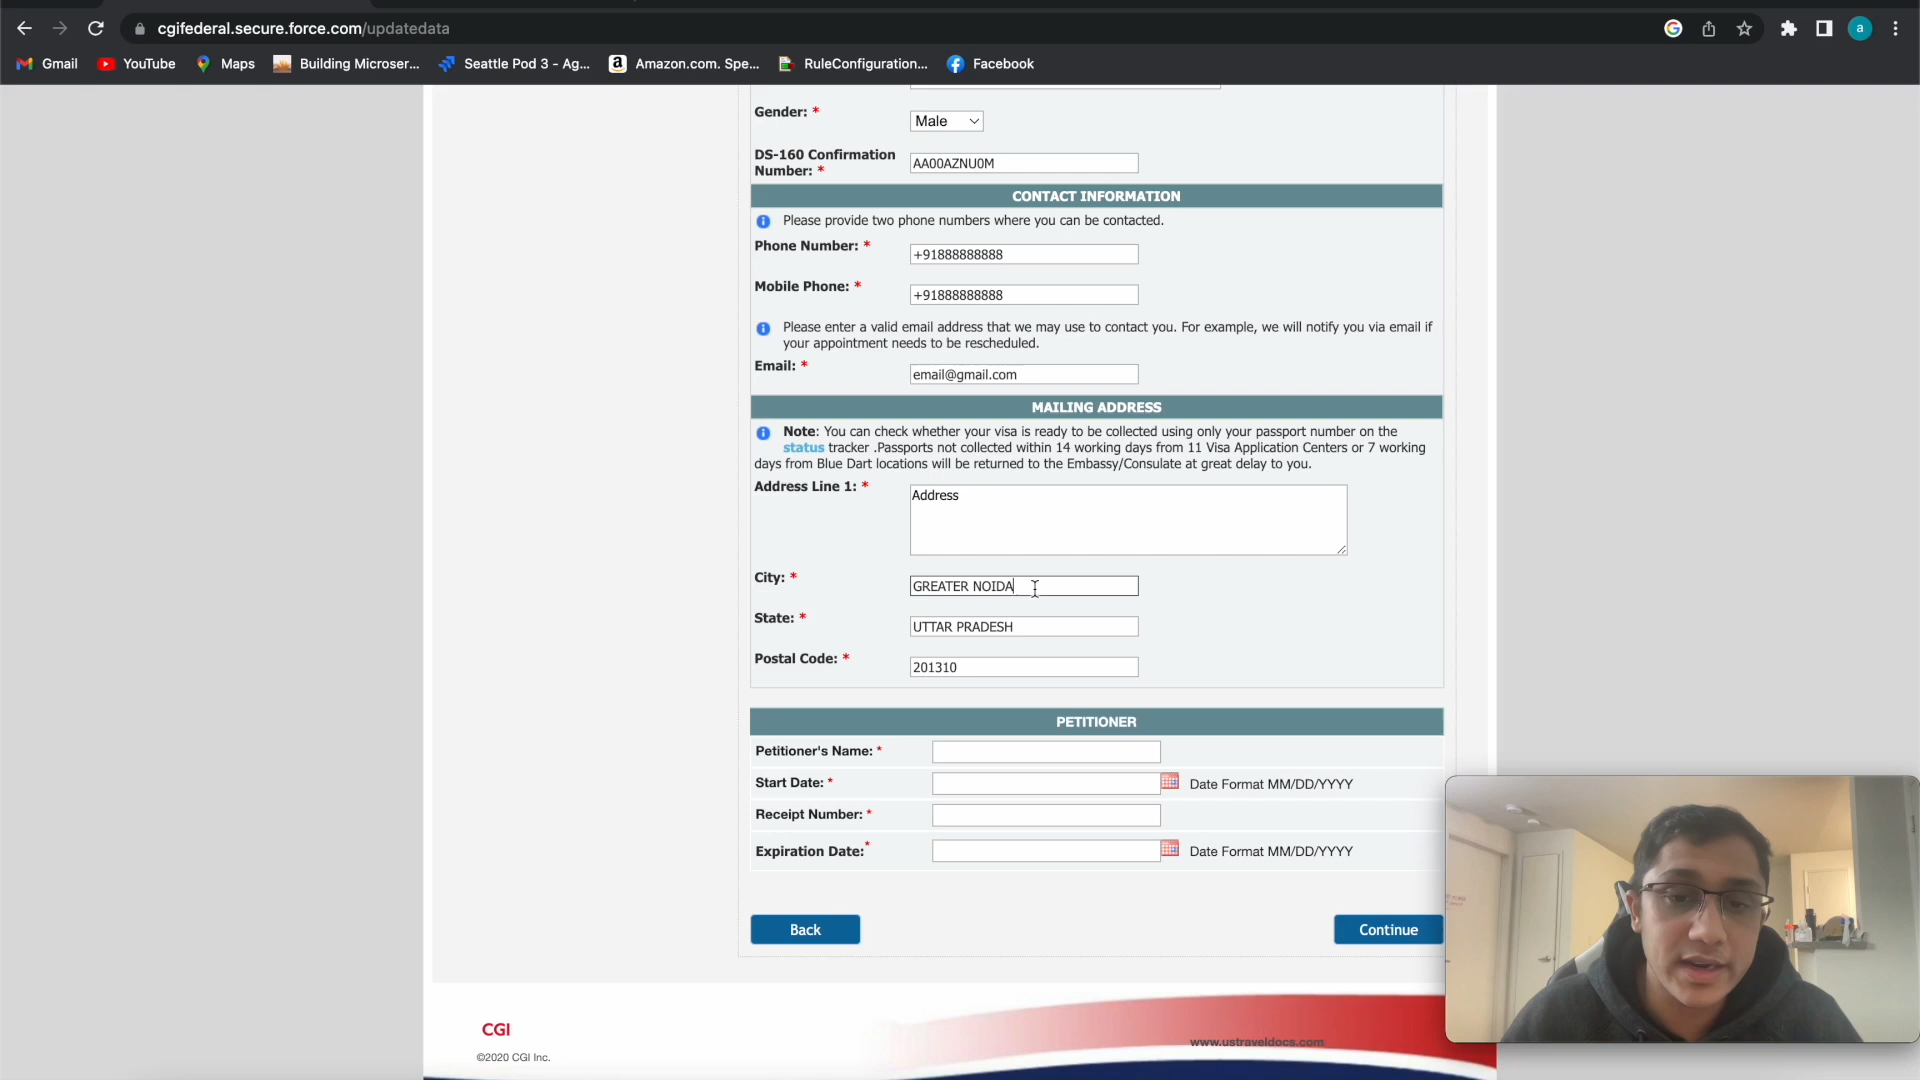 cgifederal.secure.force.com/updatedata
a
Gmail
YouTube
Maps
Building Microser...
Seattle Pod 3 - Ag...
Amazon.com. Spe...
RuleConfiguration...
Facebook
Gender: *
Male
DS-160 Confirmation
Number: *
AA00AZNU0M
CONTACT INFORMATION
Please provide two phone numbers where you can be contacted.
Phone Number: *
+91888888888
Mobile Phone: *
+91888888888
Please enter a valid email address that we may use to contact you. For example, we will notify you via email if
your appointment needs to be rescheduled.
Email: *
email@gmail.com
MAILING ADDRESS
Note: You can check whether your visa is ready to be collected using only your passport number on the
status tracker .Passports not collected within 14 working days from 11 Visa Application Centers or 7 working
days from Blue Dart locations will be returned to the Embassy/Consulate at great delay to you.
Address Line 1: *
Address
City: *
GREATER NOIDA
State: *
UTTAR PRADESH
Postal Code: *
201310
PETITIONER
Petitioner's Name: *
Start Date: *
Date Format MM/DD/YYYY
Receipt Number: *
Expiration Date: *
Date Format MM/DD/YYYY
Back
Continue
CGI
©2020 CGI Inc.
www.ustraveldocs.com